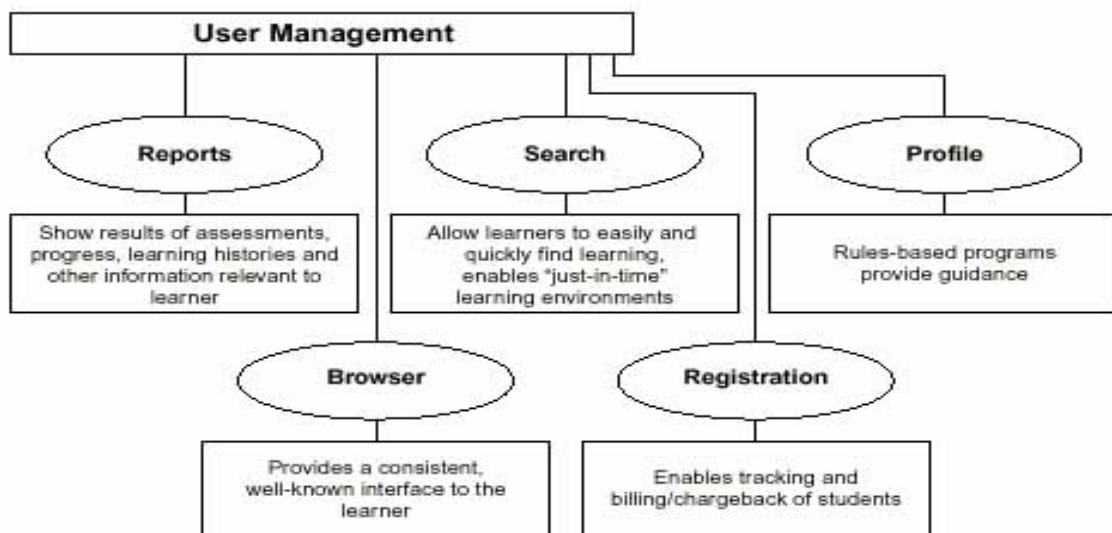 User Management
Reports
Search
Profile
Show results of assessments,
progress, learning histories and
other information relevant to
learner
Allow learners to easily and
quickly find learning,
enables “just-in-time”
learning environments
Rules-based programs
provide guidance
Browser
Registration
Provides a consistent,
well-known interface to the
learner
Enables tracking and
billing/chargeback of students